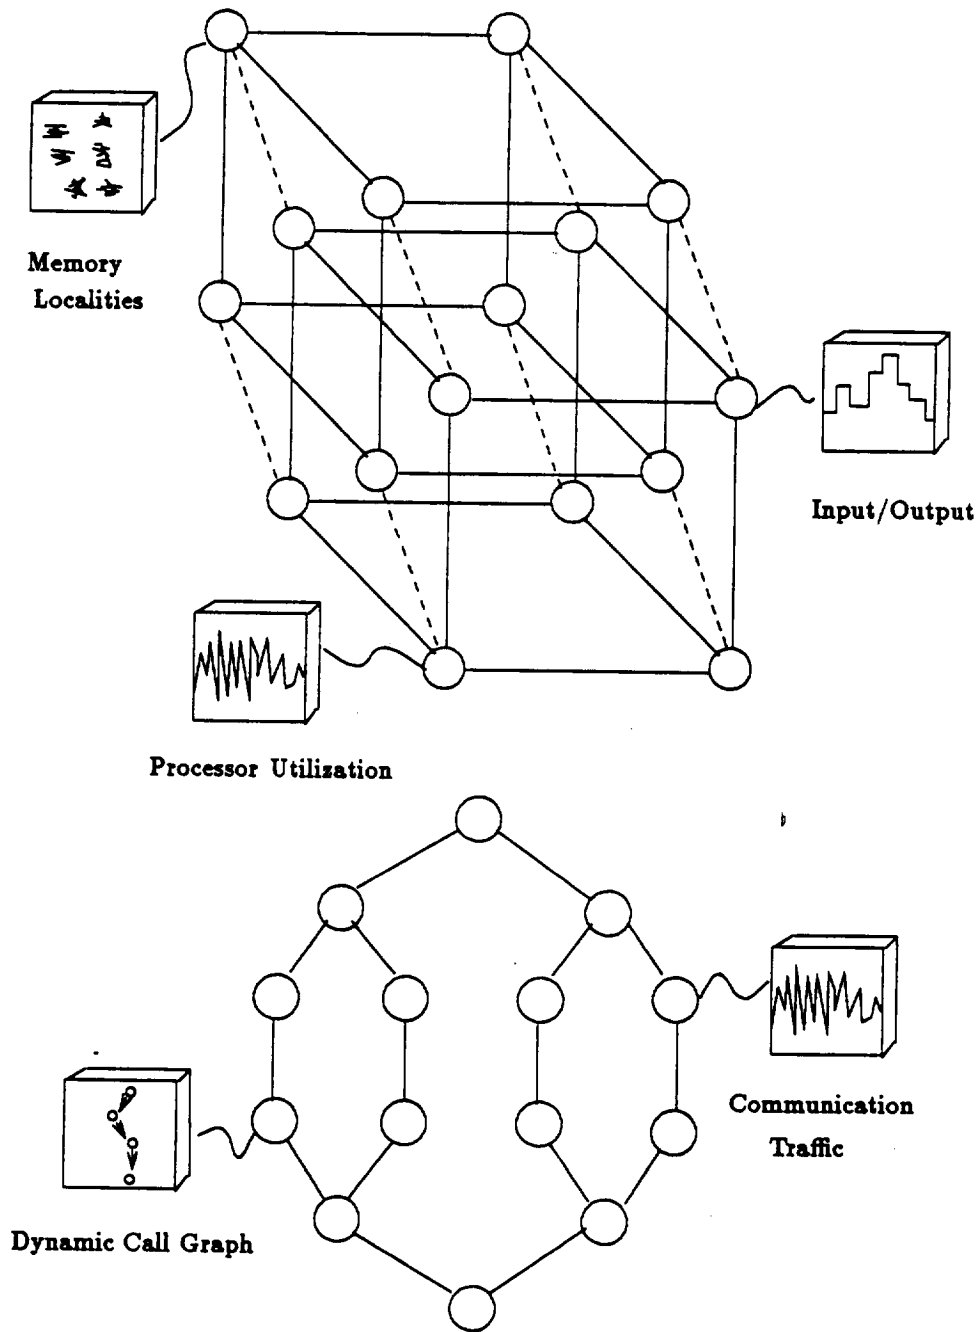 Memory
Localities
Input/Output
Processor Utilization
Communication
Traffic
Dynamic Call Graph